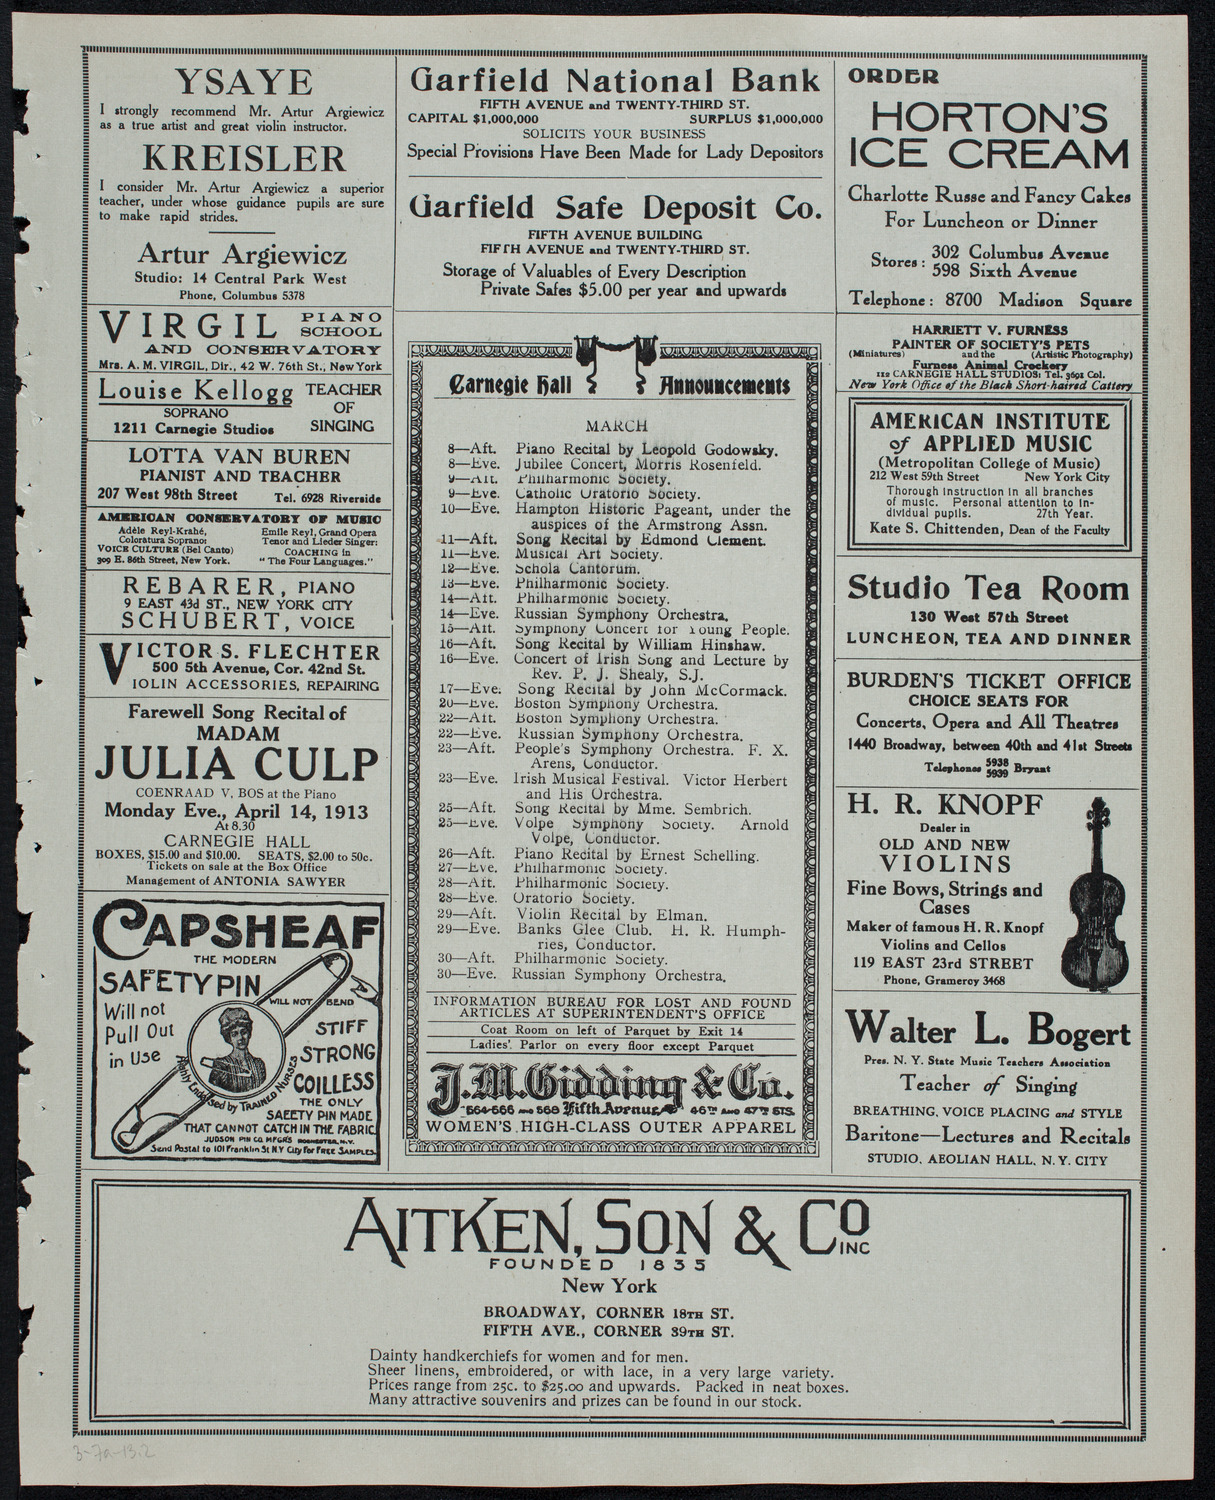 YSAYE
I strongly recommend Mr. Artur Argiewicz
as a true artist and great violin instructor.
KREISLER
I consider Mr. Artur Argiewicz a superior
teacher, under whose guidance pupils are sure
to make rapid strides.
Artur Argiewicz
Studio: 14 Central Park West
Phone, Columbus 5378
VIRGIL PIANO
SCHOOL
AND CONSERVATORY
Mrs. A. M. VIRGIL, Dir., 42 W. 76th St., New York
Louise Kellogg TEACHER
SOPRANO OF
1211 Carnegie Studios SINGING
LOTTA VAN BUREN
PIANIST AND TEACHER
207 West 98th Street Tel. 6928 Riverside
AMERICAN CONSERVATORY OF MUSIC
Adèle Reyl-Krahé, Emile Reyl, Grand Opera
Coloratura Soprano: Tenor and Lieder Singer:
VOICE CULTURE (Bel Canto) COACHING in
309 E. 86th Street, New York. "The Four Languages."
REBARER, PIANO
9 EAST 43d ST., NEW YORK CITY
SCHUBERT, VOICE
VICTOR S. FLECHTER
500 5th Avenue, Cor. 42nd St.
IOLIN ACCESSORIES, REPAIRING
Farewell Song Recital of
MADAM
JULIA CULP
COENRAAD V. BOS at the Piano
Monday Eve., April 14, 1913
At 8.30
CARNEGIE HALL
BOXES, $15.00 and $10.00. SEATS, $2.00 to 50c.
Tickets on sale at the Box Office
Management of ANTONIA SAWYER
CAPSHEAF
THE MODERN
SAFETY PIN
WILL NOT BEND
Will not
Pull Out
in Use
STIFF
STRONG
COILLESS
Highly Endorsed by TRAINED NURSES
THE ONLY
SAFETY PIN MADE
THAT CANNOT CATCH IN THE FABRIC.
JUDSON PIN CO. MFGRS ROCHESTER, N.Y.
Send Postal to 101 Franklin St N.Y City For FREE SAMPLES.
Garfield National Bank
FIFTH AVENUE and TWENTY-THIRD ST.
CAPITAL $1,000,000 SURPLUS $1,000,000
SOLICITS YOUR BUSINESS
Special Provisions Have Been Made for Lady Depositors
Garfield Safe Deposit Co.
FIFTH AVENUE BUILDING
FIFTH AVENUE and TWENTY-THIRD ST.
Storage of Valuables of Every Description
Private Safes $5.00 per year and upwards
Carnegie Hall Announcements
MARCH
8—Aft. Piano Recital by Leopold Godowsky.
8—Eve. Jubilee Concert, Morris Rosenfeld.
9—Aft. Philharmonic Society.
9—Eve. Catholic Oratorio Society.
10—Eve. Hampton Historic Pageant, under the
auspices of the Armstrong Assn.
11—Aft. Song Recital by Edmond Clement.
11—Eve. Musical Art Society.
12—Eve. Schola Cantorum.
13—Eve. Philharmonic Society.
14—Aft. Philharmonic Society.
14—Eve. Russian Symphony Orchestra.
15—Aft. Symphony Concert for Young People.
16—Aft. Song Recital by William Hinshaw.
16—Eve. Concert of Irish Song and Lecture by
Rev. P. J. Shealy, S.J.
17—Eve. Song Recital by John McCormack.
20—Eve. Boston Symphony Orchestra.
22—Aft. Boston Symphony Orchestra.
22—Eve. Russian Symphony Orchestra.
23—Aft. People's Symphony Orchestra. F. X.
Arens, Conductor.
23—Eve. Irish Musical Festival. Victor Herbert
and His Orchestra.
25—Aft. Song Recital by Mme. Sembrich.
25—Eve. Volpe Symphony Society. Arnold
Volpe, Conductor.
26—Aft. Piano Recital by Ernest Schelling.
27—Eve. Philharmonic Society.
28—Aft. Philharmonic Society.
28—Eve. Oratorio Society.
29—Aft. Violin Recital by Elman.
29—Eve. Banks Glee Club. H. R. Humph-
ries, Conductor.
30—Aft. Philharmonic Society.
30—Eve. Russian Symphony Orchestra.
INFORMATION BUREAU FOR LOST AND FOUND
ARTICLES AT SUPERINTENDENT'S OFFICE
Coat Room on left of Parquet by Exit 14
Ladies' Parlor on every floor except Parquet
J.M. Gidding & Co.
564-566 AND 568 Fifth Avenue 46TH AND 47TH STS.
WOMEN'S HIGH-CLASS OUTER APPAREL
ORDER
HORTON'S
ICE CREAM
Charlotte Russe and Fancy Cakes
For Luncheon or Dinner
Stores: 302 Columbus Avenue
598 Sixth Avenue
Telephone: 8700 Madison Square
HARRIETT V. FURNESS
PAINTER OF SOCIETY'S PETS
(Miniatures) and the (Artistic Photography)
Furness Animal Crockery
112 CARNEGIE HALL STUDIOS: Tel. 3601 Col.
New York Office of the Black Short-haired Cattery
AMERICAN INSTITUTE
of APPLIED MUSIC
(Metropolitan College of Music)
212 West 59th Street New York City
Thorough instruction in all branches
of music. Personal attention to in-
dividual pupils. 27th Year.
Kate S. Chittenden, Dean of the Faculty
Studio Tea Room
130 West 57th Street
LUNCHEON, TEA AND DINNER
BURDEN'S TICKET OFFICE
CHOICE SEATS FOR
Concerts, Opera and All Theatres
1440 Broadway, between 40th and 41st Streets
Telephones 5938
5939 Bryant
H. R. KNOPF
Dealer in
OLD AND NEW
VIOLINS
Fine Bows, Strings and
Cases
Maker of famous H. R. Knopf
Violins and Cellos
119 EAST 23rd STREET
Phone, Gramercy 3468
Walter L. Bogert
Pres. N. Y. State Music Teachers Association
Teacher of Singing
BREATHING, VOICE PLACING and STYLE
Baritone—Lectures and Recitals
STUDIO, AEOLIAN HALL, N. Y. CITY
AITKEN, SON & CO INC
FOUNDED 1835
New York
BROADWAY, CORNER 18TH ST.
FIFTH AVE., CORNER 39TH ST.
Dainty handkerchiefs for women and for men.
Sheer linens, embroidered, or with lace, in a very large variety.
Prices range from 25c. to $25.00 and upwards. Packed in neat boxes.
Many attractive souvenirs and prizes can be found in our stock.
3-7a-13.2